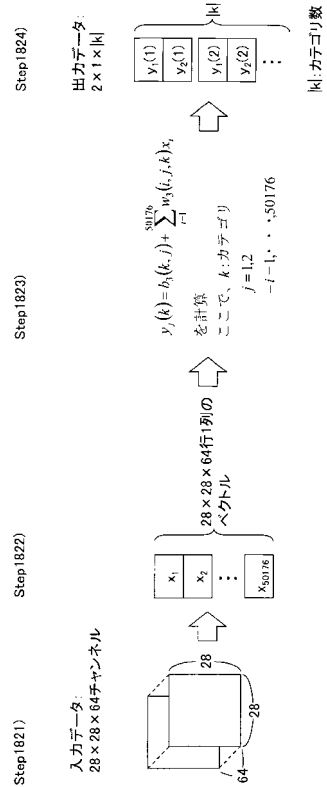 Step1821)
入力データ:
28×28×64チャンネル
28
28
64
Step1822)
x₁
x₂
⋮
x₅₀₁₇₆
28×28×64行1列の
ベクトル
Step1823)
y_j(k)=b₃(k,j)+∑_{i-1}^{50176} w₃(i,j,k)x_i
を計算
ここで、k:カテゴリ
j=1,2
-i-1,・・・,50176
Step1824)
出力データ:
2×1×|k|
y₁(1)
y₂(1)
y₁(2)
y₂(2)
⋮
|k|
|k|:カテゴリ数